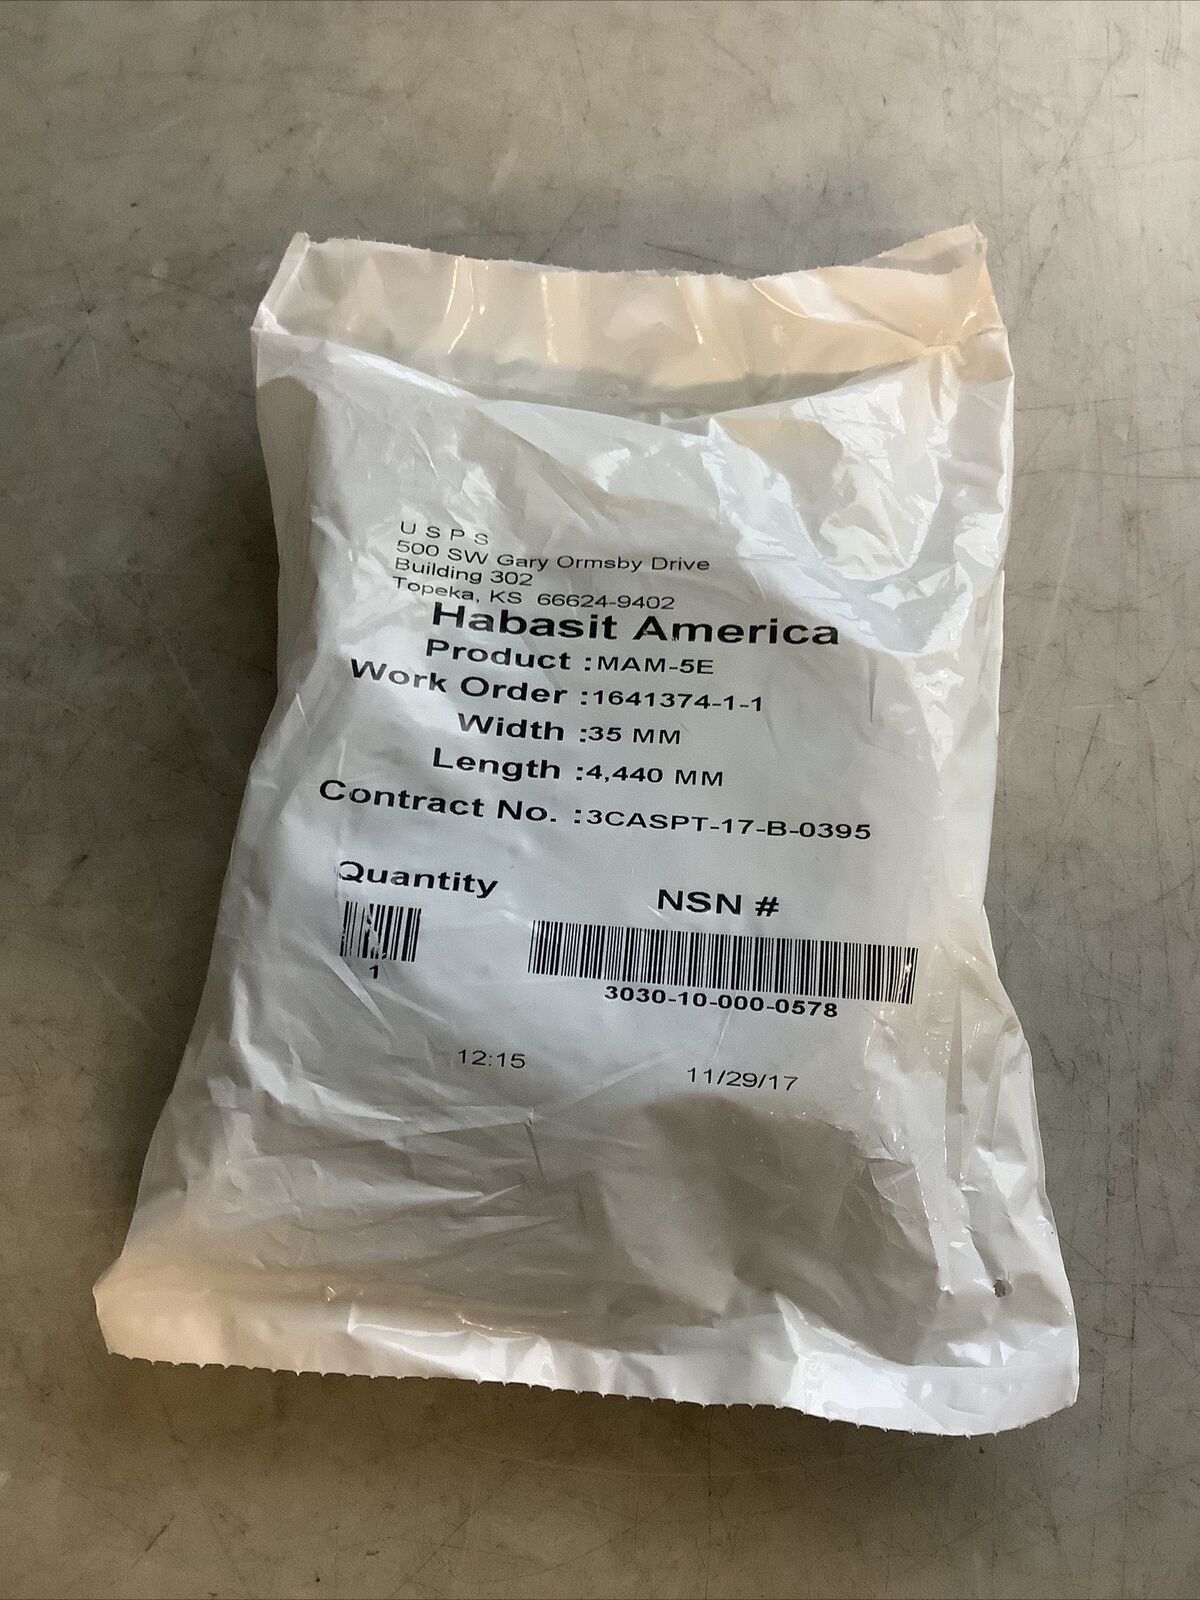 U S P S
500 SW Gary Ormsby Drive
Building 302
Topeka, KS 66624-9402
Habasit America
Product :MAM-5E
Work Order :1641374-1-1
Width :35 MM
Length :4,440 MM
Contract No. :3CASPT-17-B-0395
Quantity NSN #
1 3030-10-000-0578
12:15 11/29/17